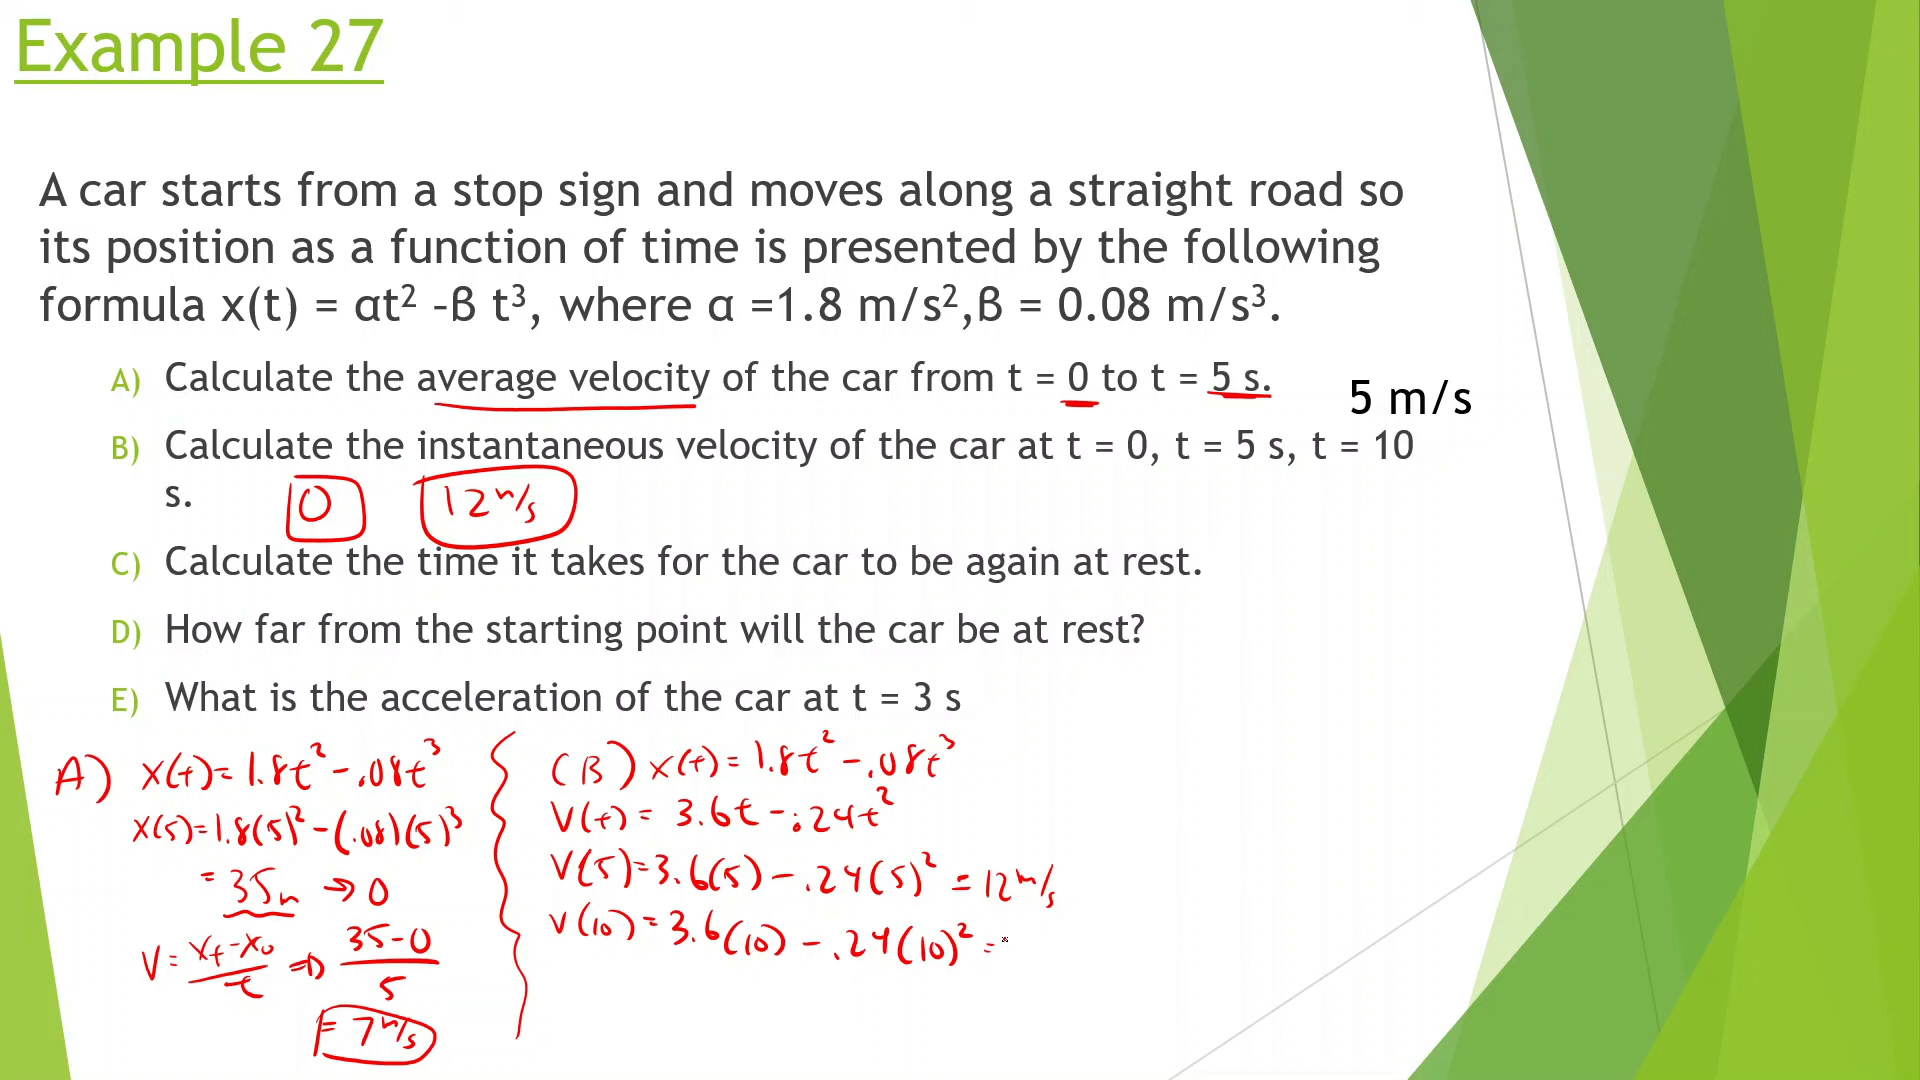 Example 27
A car starts from a stop sign and moves along a straight road so
its position as a function of time is presented by the following
formula x(t) = αt² –β t³, where α =1.8 m/s²,β = 0.08 m/s³.
A) Calculate the average velocity of the car from t = 0 to t = 5 s.
5 m/s
B) Calculate the instantaneous velocity of the car at t = 0, t = 5 s, t = 10
s.
0 12 m/s
C) Calculate the time it takes for the car to be again at rest.
D) How far from the starting point will the car be at rest?
E) What is the acceleration of the car at t = 3 s
A) x(t) = 1.8t² - .08t³
x(5) = 1.8(5)² - (.08)(5)³
= 35m → 0
V = xf - x0 / t ⇒ 35 - 0 / 5
= 7 m/s
(B) x(t) = 1.8t² - .08t³
V(t) = 3.6t - .24t²
V(5) = 3.6(5) - .24(5)² = 12 m/s
V(10) = 3.6(10) - .24(10)² =